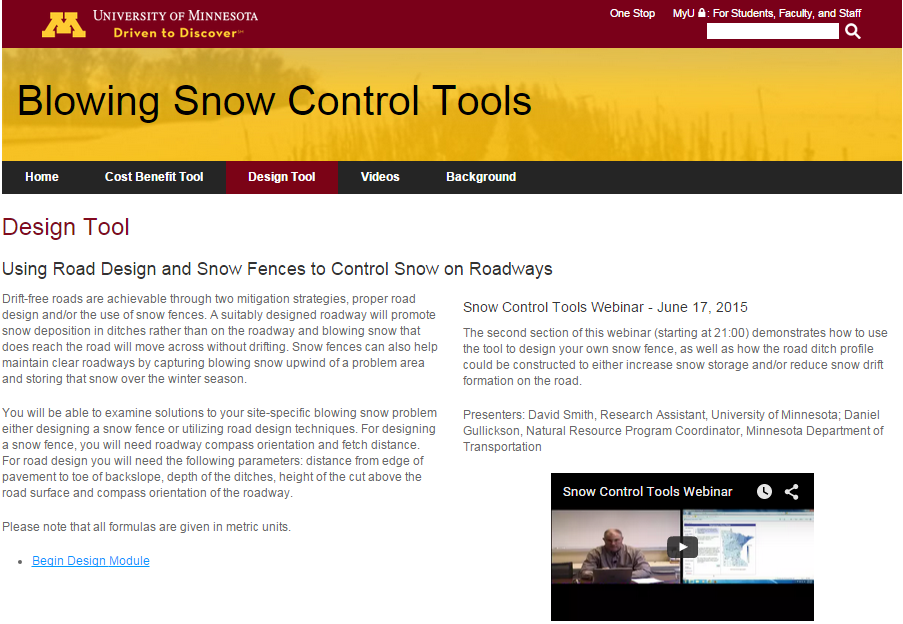 University of Minnesota
Driven to Discover
One Stop
MyU : For Students, Faculty, and Staff
Blowing Snow Control Tools
Home
Cost Benefit Tool
Design Tool
Videos
Background
Design Tool
Using Road Design and Snow Fences to Control Snow on Roadways
Drift-free roads are achievable through two mitigation strategies, proper road
design and/or the use of snow fences. A suitably designed roadway will promote
snow deposition in ditches rather than on the roadway and blowing snow that
does reach the road will move across without drifting. Snow fences can also help
maintain clear roadways by capturing blowing snow upwind of a problem area
and storing that snow over the winter season.
You will be able to examine solutions to your site-specific blowing snow problem
either designing a snow fence or utilizing road design techniques. For designing
a snow fence, you will need roadway compass orientation and fetch distance.
For road design you will need the following parameters: distance from edge of
pavement to toe of backslope, depth of the ditches, height of the cut above the
road surface and compass orientation of the roadway.
Please note that all formulas are given in metric units.
Begin Design Module
Snow Control Tools Webinar - June 17, 2015
The second section of this webinar (starting at 21:00) demonstrates how to use
the tool to design your own snow fence, as well as how the road ditch profile
could be constructed to either increase snow storage and/or reduce snow drift
formation on the road.
Presenters: David Smith, Research Assistant, University of Minnesota; Daniel
Gullickson, Natural Resource Program Coordinator, Minnesota Department of
Transportation
Snow Control Tools Webinar